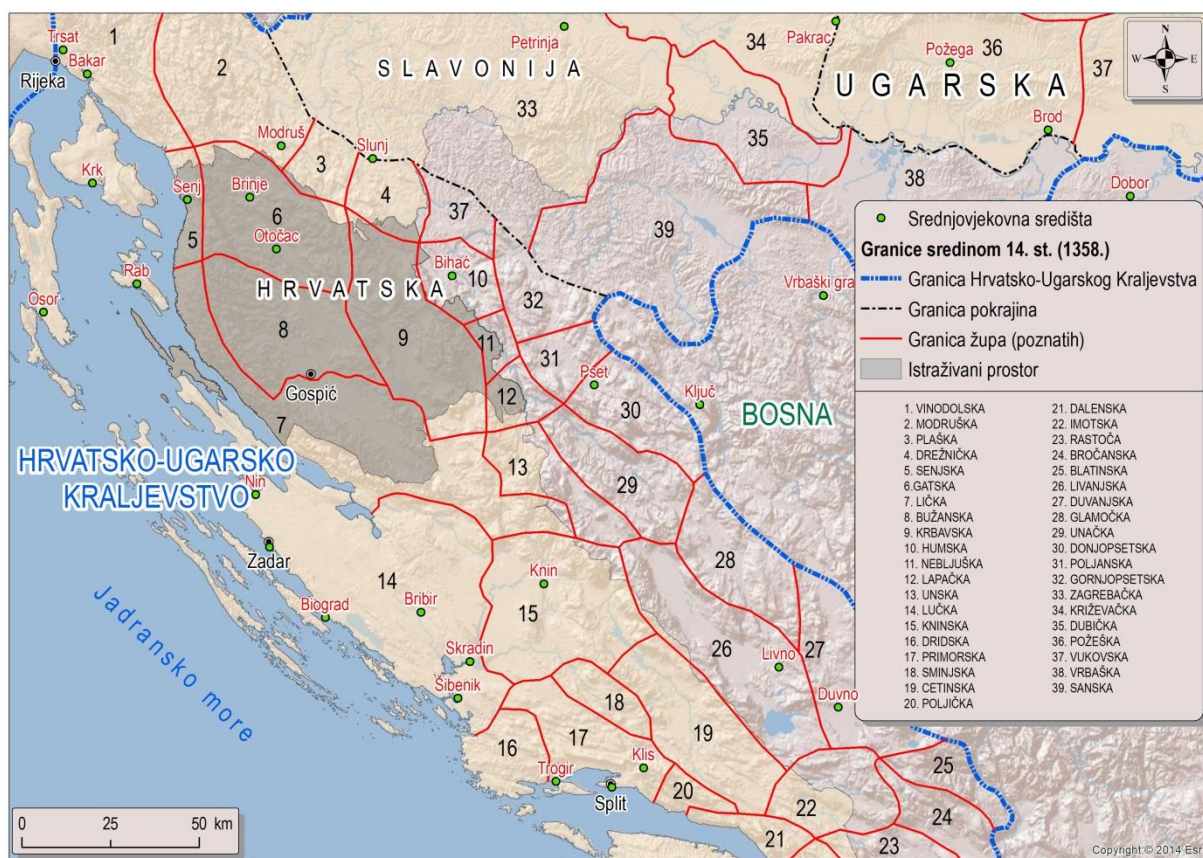 1
Trsat
Bakar
Rijeka
2
Petrinja
SLAVONIJA
33
34
Pakrac
Požega
36
37
UGARSKA
Brod
N
W
E
S
Modruš
3
Slunj
4
35
38
Dobor
Krk
Senj
Brinje
6
Otočac
5
37
39
Rab
Osor
HRVATSKA
Bihać
10
32
Vrbaški gra
8
9
11
31
Gospić
12
Pset
30
Ključ
BOSNA
7
HRVATSKO-UGARSKO
KRALJEVSTVO
Nin
13
29
Zadar
14
Knin
28
Biograd
Bribir
15
Jadransko more
Skradin
26
Livno
27
Šibenik
Duvno
18
19
16
17
Klis
25
Trogir
20
Split
22
24
21
23
Srednjovjekovna središta
Granice sredinom 14. st. (1358.)
Granica Hrvatsko-Ugarskog Kraljevstva
Granica pokrajina
Granica župa (poznatih)
Istraživani prostor
1. VINODOLSKA
2. MODRUŠKA
3. PLAŠKA
4. DREŽNIČKA
5. SENJSKA
6.GATSKA
7. LIČKA
8. BUŽANSKA
9. KRBAVSKA
10. HUMSKA
11. NEBLJUŠKA
12. LAPAČKA
13. UNSKA
14. LUČKA
15. KNINSKA
16. DRIDSKA
17. PRIMORSKA
18. SMINJSKA
19. CETINSKA
20. POLJIČKA
21. DALENSKA
22. IMOTSKA
23. RASTOČA
24. BROČANSKA
25. BLATINSKA
26. LIVANJSKA
27. DUVANJSKA
28. GLAMOČKA
29. UNAČKA
30. DONJOPSETSKA
31. POLJANSKA
32. GORNJOPSETSKA
33. ZAGREBAČKA
34. KRIŽEVAČKA
35. DUBIČKA
36. POŽEŠKA
37. VUKOVSKA
38. VRBAŠKA
39. SANSKA
0 25 50 km
Copyright:© 2014 Es